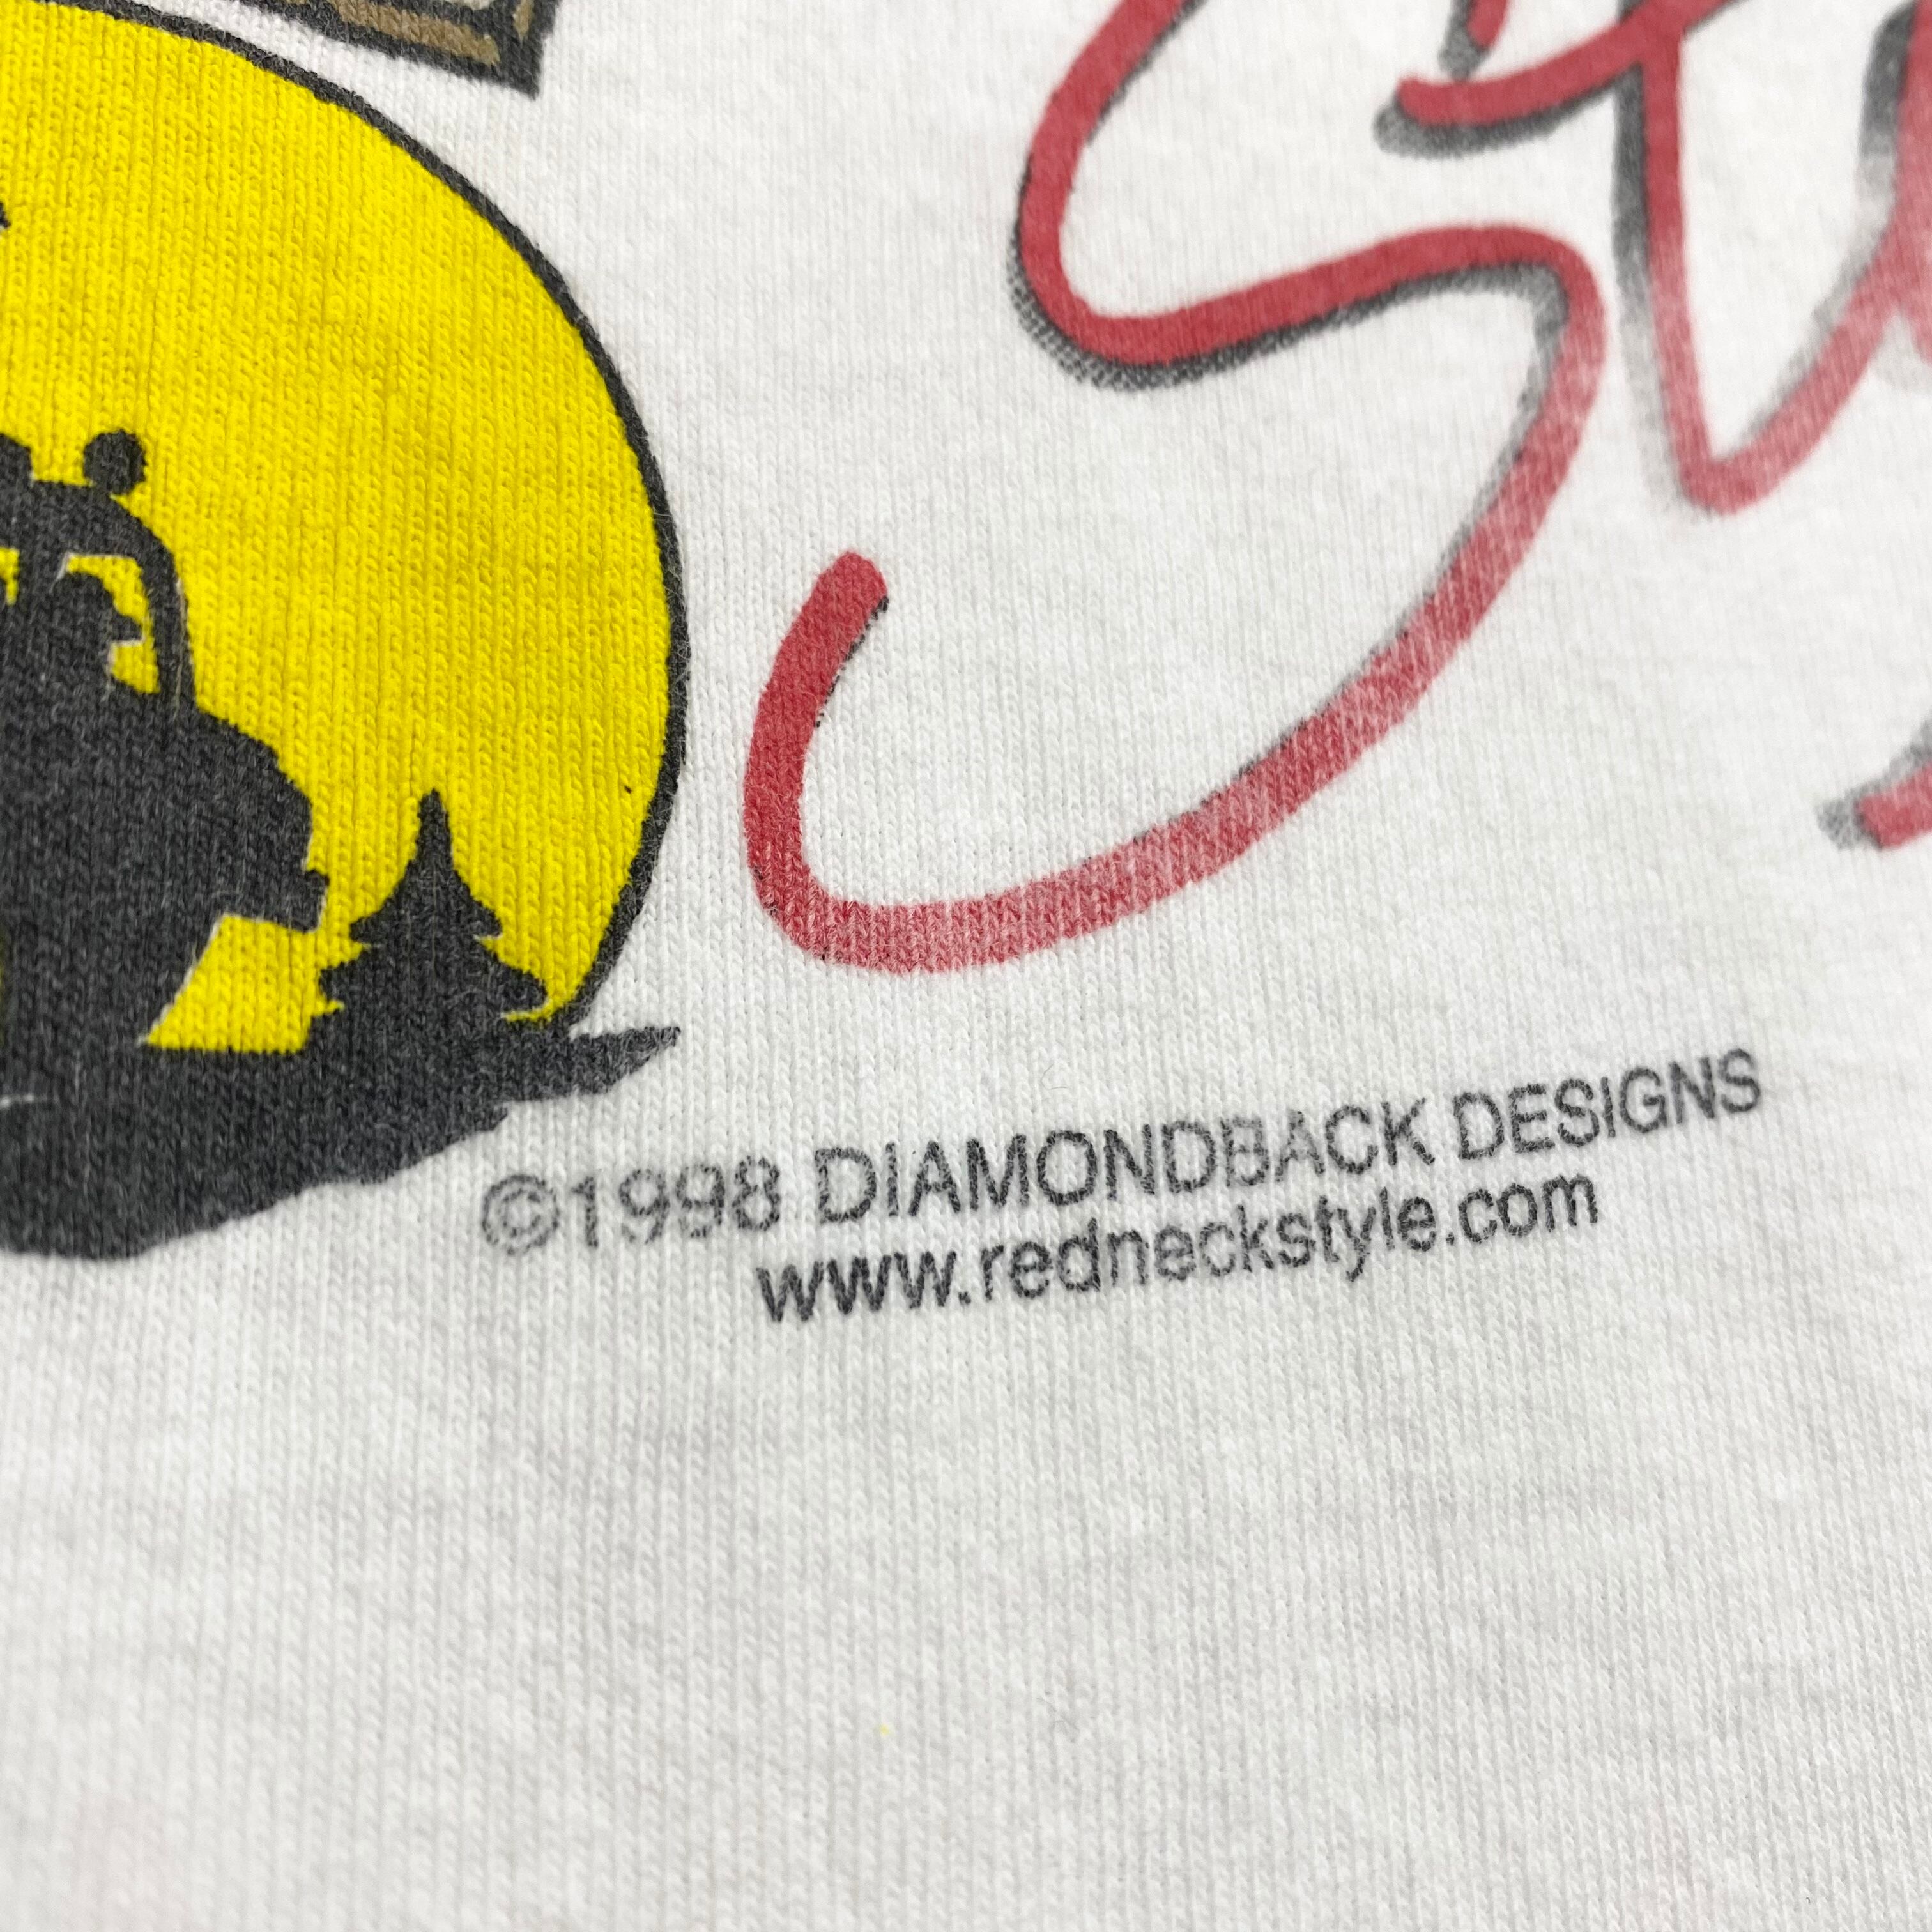 ©1998 DIAMONDBACK DESIGNS
www.redneckstyle.com